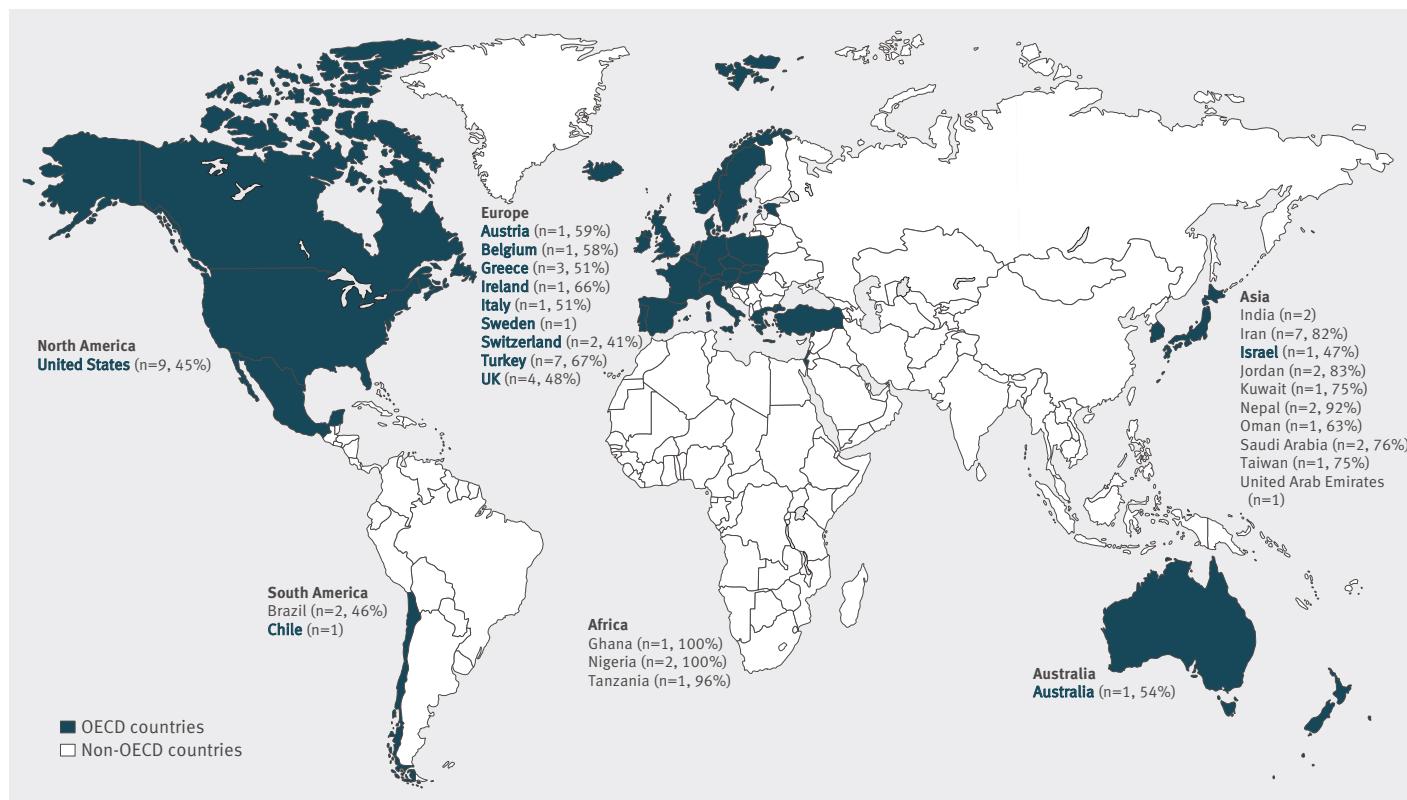 Europe
Austria (n=1, 59%)
Belgium (n=1, 58%)
Greece (n=3, 51%)
Ireland (n=1, 66%)
Italy (n=1, 51%)
Sweden (n=1)
Switzerland (n=2, 41%)
Turkey (n=7, 67%)
UK (n=4, 48%)
North America
United States (n=9, 45%)
Asia
India (n=2)
Iran (n=7, 82%)
Israel (n=1, 47%)
Jordan (n=2, 83%)
Kuwait (n=1, 75%)
Nepal (n=2, 92%)
Oman (n=1, 63%)
Saudi Arabia (n=2, 76%)
Taiwan (n=1, 75%)
United Arab Emirates
(n=1)
South America
Brazil (n=2, 46%)
Chile (n=1)
Africa
Ghana (n=1, 100%)
Nigeria (n=2, 100%)
Tanzania (n=1, 96%)
Australia
Australia (n=1, 54%)
OECD countries
Non-OECD countries